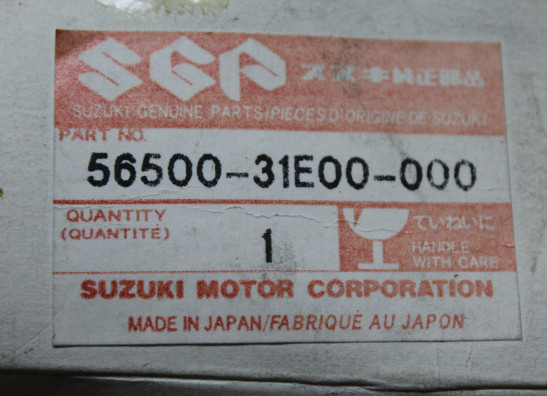 SGP スズキ純正部品
SUZUKI GENUINE PARTS/PIECES D'ORIGINE DE SUZUKI
PART NO.
56500-31E00-000
QUANTITY
(QUANTITÉ)
1
ていねいに
HANDLE
WITH CARE
SUZUKI MOTOR CORPORATION
MADE IN JAPAN/FABRIQUÉ AU JAPON